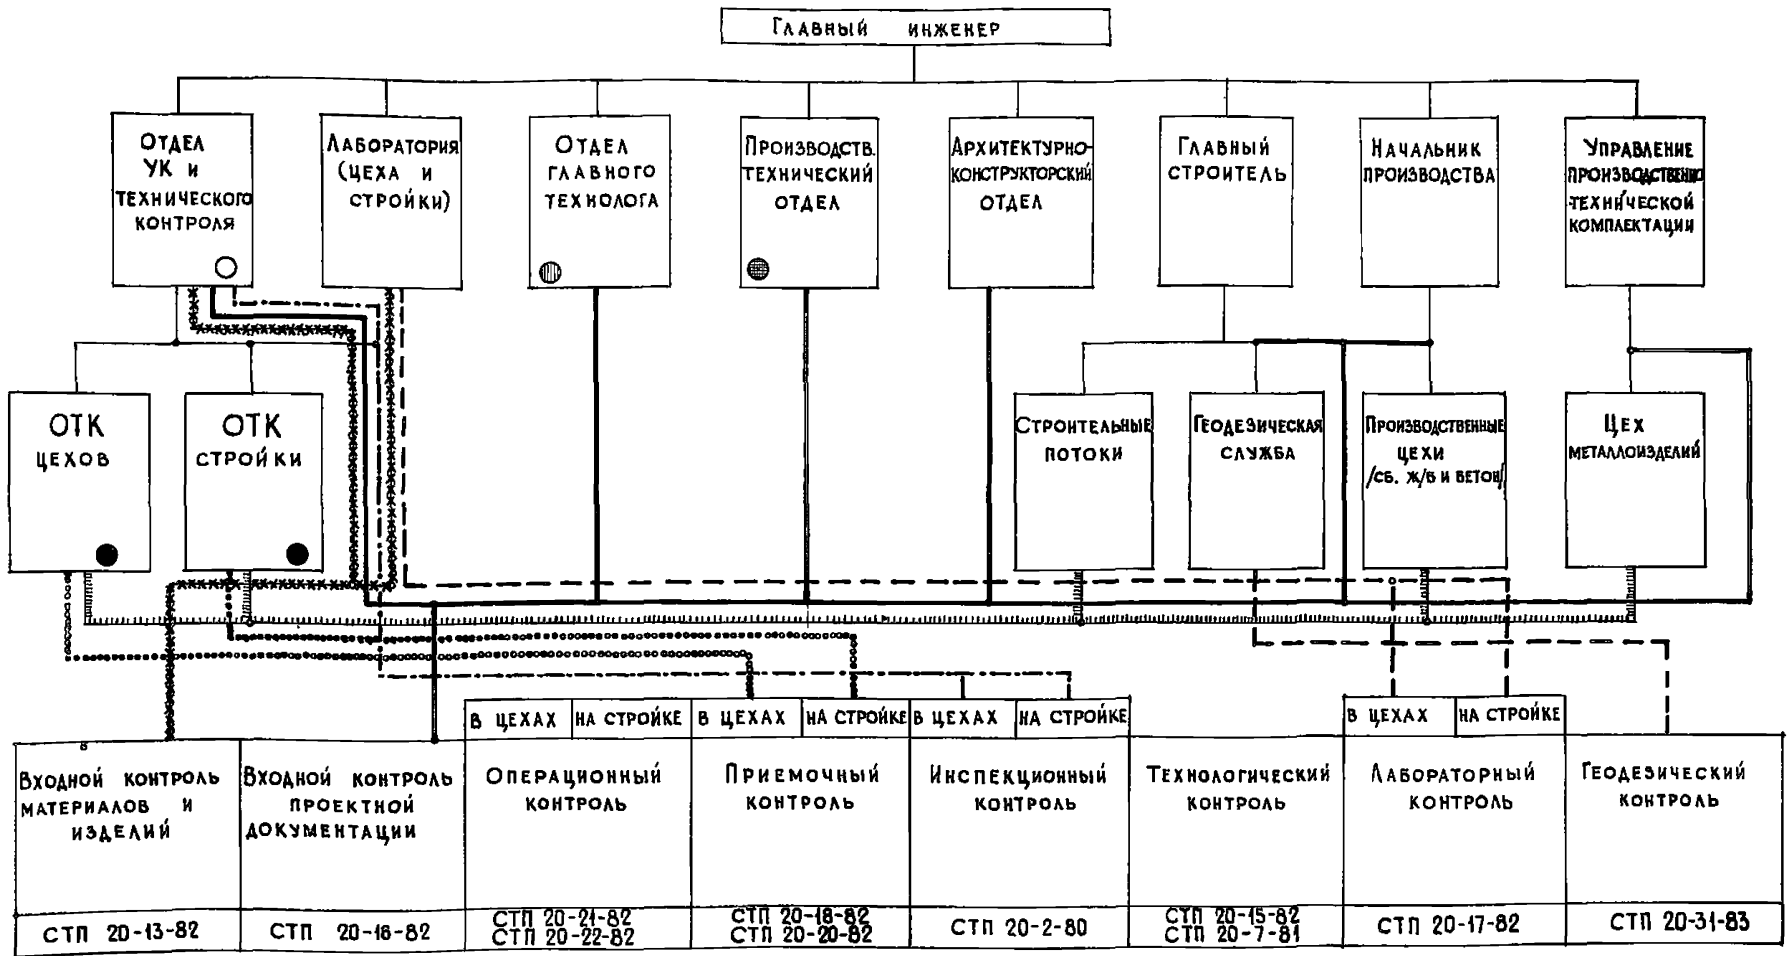 Главный инженер
Отдел
УК и
технического
контроля
Лаборатория
(цеха и
стройки)
Отдел
главного
технолога
Производств.
технический
отдел
Архитектурно-
конструкторский
отдел
Главный
строитель
Начальник
производства
Управление
производственно
технической
комплектации
ОТК
цехов
ОТК
стройки
Строительные
потоки
Геодезическая
служба
Производственные
цехи
/сб. ж/б и бетон/
Цех
металлоизделий
в цехах
на стройке
в цехах
на стройке
в цехах
на стройке
в цехах
на стройке
Входной контроль
материалов и
изделий
Входной контроль
проектной
документации
Операционный
контроль
Приемочный
контроль
Инспекционный
контроль
Технологический
контроль
Лабораторный
контроль
Геодезический
контроль
СТП 20-13-82
СТП 20-16-82
СТП 20-21-82
СТП 20-22-82
СТП 20-18-82
СТП 20-20-82
СТП 20-2-80
СТП 20-15-82
СТП 20-7-81
СТП 20-17-82
СТП 20-31-83